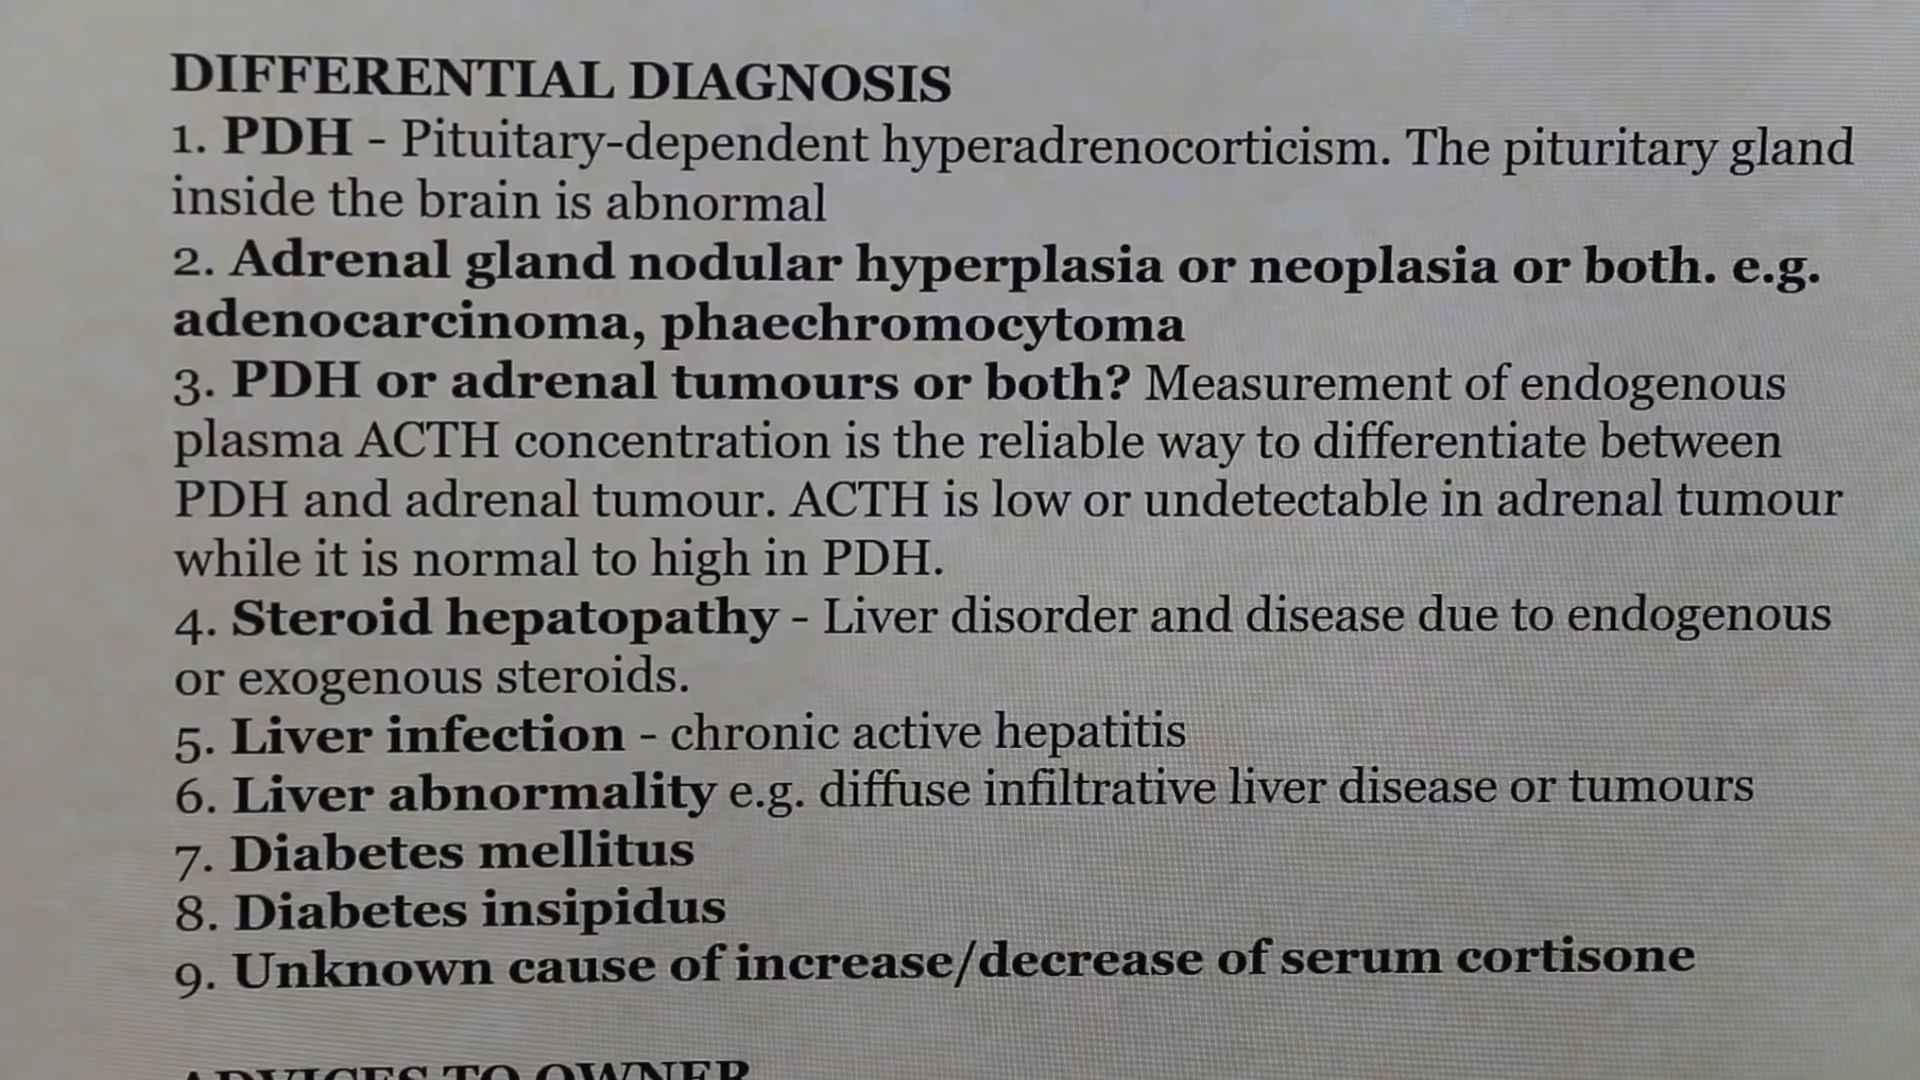 DIFFERENTIAL DIAGNOSIS
1. PDH - Pituitary-dependent hyperadrenocorticism. The pituritary gland
inside the brain is abnormal
2. Adrenal gland nodular hyperplasia or neoplasia or both. e.g.
adenocarcinoma, phaechromocytoma
3. PDH or adrenal tumours or both? Measurement of endogenous
plasma ACTH concentration is the reliable way to differentiate between
PDH and adrenal tumour. ACTH is low or undetectable in adrenal tumour
while it is normal to high in PDH.
4. Steroid hepatopathy - Liver disorder and disease due to endogenous
or exogenous steroids.
5. Liver infection - chronic active hepatitis
6. Liver abnormality e.g. diffuse infiltrative liver disease or tumours
7. Diabetes mellitus
8. Diabetes insipidus
9. Unknown cause of increase/decrease of serum cortisone
ADVICES TO OWNER